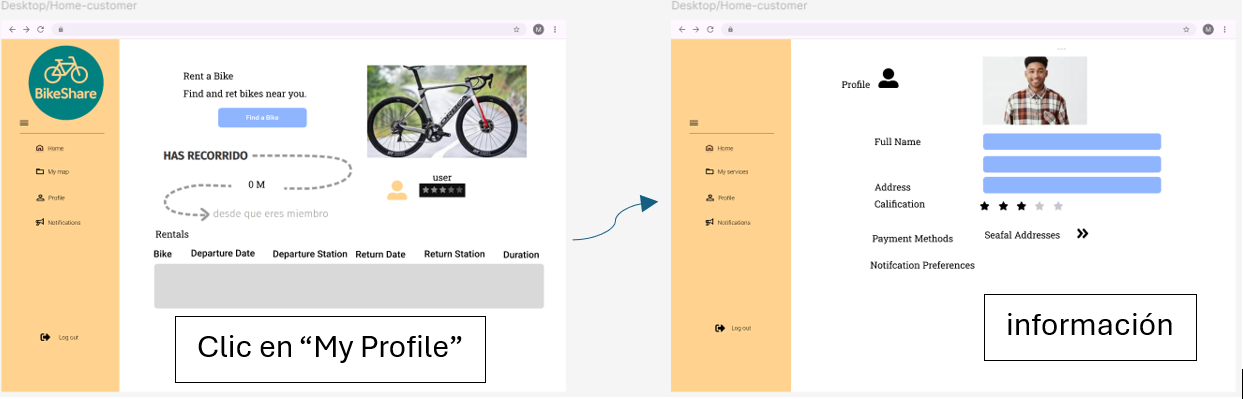 Desktop/Home-customer
M
BikeShare
Rent a Bike
Find and ret bikes near you.
Find a Bike
ORBEA
Home
My map
Profile
Notifications
HAS RECORRIDO
0 M
desde que eres miembro
user
Rentals
Bike Departure Date Departure Station Return Date Return Station Duration
Log out
Clic en “My Profile”
Desktop/Home-customer
M
Home
My services
Profile
Notifications
Log out
Profile
Full Name
Address
Calification
Payment Methods
Seafal Addresses
Notifcation Preferences
información